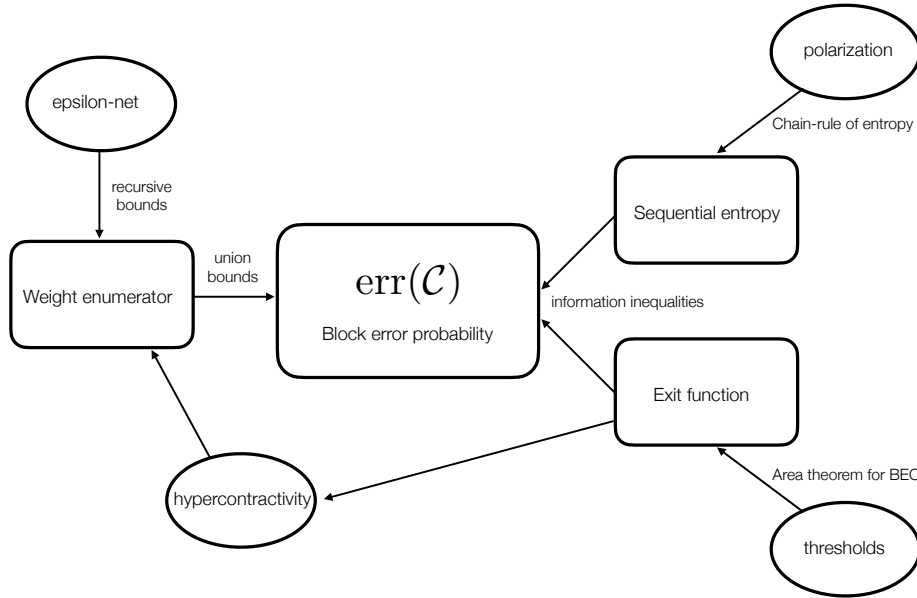 polarization
epsilon-net
Chain-rule of entropy
recursive
bounds
Sequential entropy
union
bounds
Weight enumerator
err(𝒞)
Block error probability
information inequalities
Exit function
Area theorem for BEC
hypercontractivity
thresholds